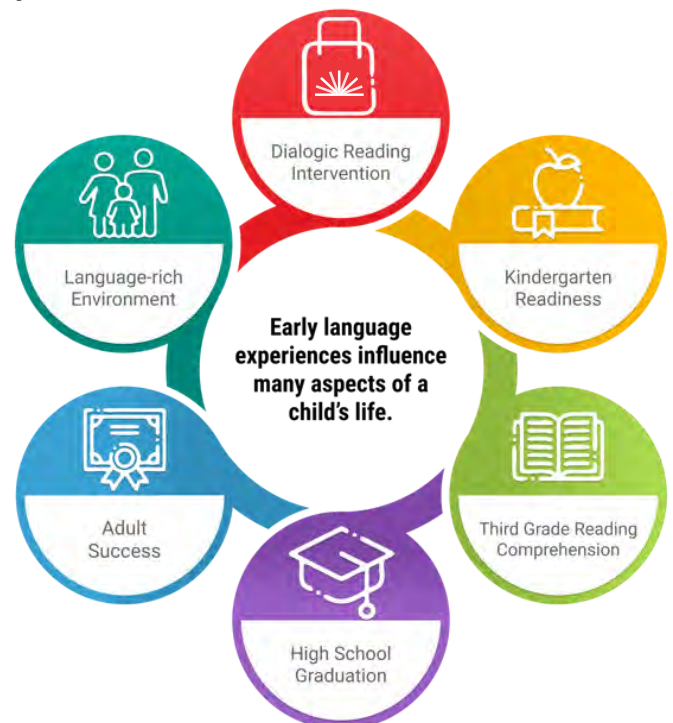 Dialogic Reading
Intervention
Kindergarten
Readiness
Third Grade Reading
Comprehension
High School
Graduation
Adult
Success
Language-rich
Environment
Early language
experiences influence
many aspects of a
child's life.